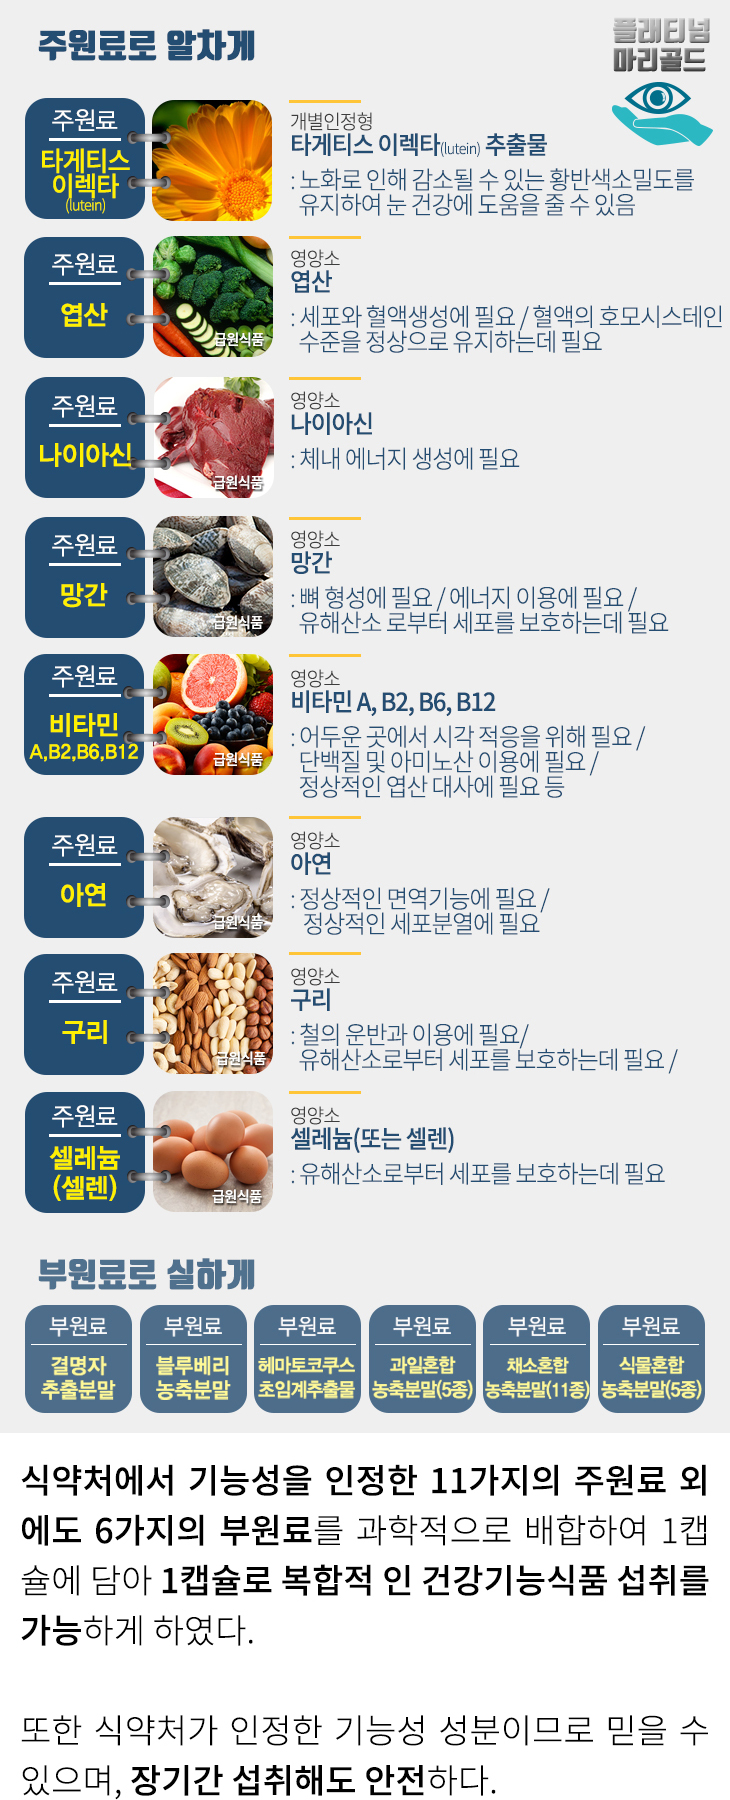 주원료로 알차게
플래티넘
마리골드
주원료
타게티스
이렉타
(lutein)
개별인정형
타게티스 이렉타(lutein) 추출물
: 노화로 인해 감소될 수 있는 황반색소밀도를
유지하여 눈 건강에 도움을 줄 수 있음
주원료
엽산
급원식품
영양소
엽산
: 세포와 혈액생성에 필요 / 혈액의 호모시스테인
수준을 정상으로 유지하는데 필요
주원료
나이아신
급원식품
영양소
나이아신
: 체내 에너지 생성에 필요
주원료
망간
급원식품
영양소
망간
: 뼈 형성에 필요 / 에너지 이용에 필요 /
유해산소 로부터 세포를 보호하는데 필요
주원료
비타민
A,B2,B6,B12
급원식품
영양소
비타민 A, B2, B6, B12
: 어두운 곳에서 시각 적응을 위해 필요 /
단백질 및 아미노산 이용에 필요 /
정상적인 엽산 대사에 필요 등
주원료
아연
급원식품
영양소
아연
: 정상적인 면역기능에 필요 /
정상적인 세포분열에 필요
주원료
구리
급원식품
영양소
구리
: 철의 운반과 이용에 필요/
유해산소로부터 세포를 보호하는데 필요 /
주원료
셀레늄
(셀렌)
급원식품
영양소
셀레늄(또는 셀렌)
: 유해산소로부터 세포를 보호하는데 필요
부원료로 실하게
부원료
결명자
추출분말
부원료
블루베리
농축분말
부원료
헤마토코쿠스
초임계추출물
부원료
과일혼합
농축분말(5종)
부원료
채소혼합
농축분말(11종)
부원료
식물혼합
농축분말(5종)
식약처에서 기능성을 인정한 11가지의 주원료 외
에도 6가지의 부원료를 과학적으로 배합하여 1캡
슐에 담아 1캡슐로 복합적 인 건강기능식품 섭취를
가능하게 하였다.
또한 식약처가 인정한 기능성 성분이므로 믿을 수
있으며, 장기간 섭취해도 안전하다.